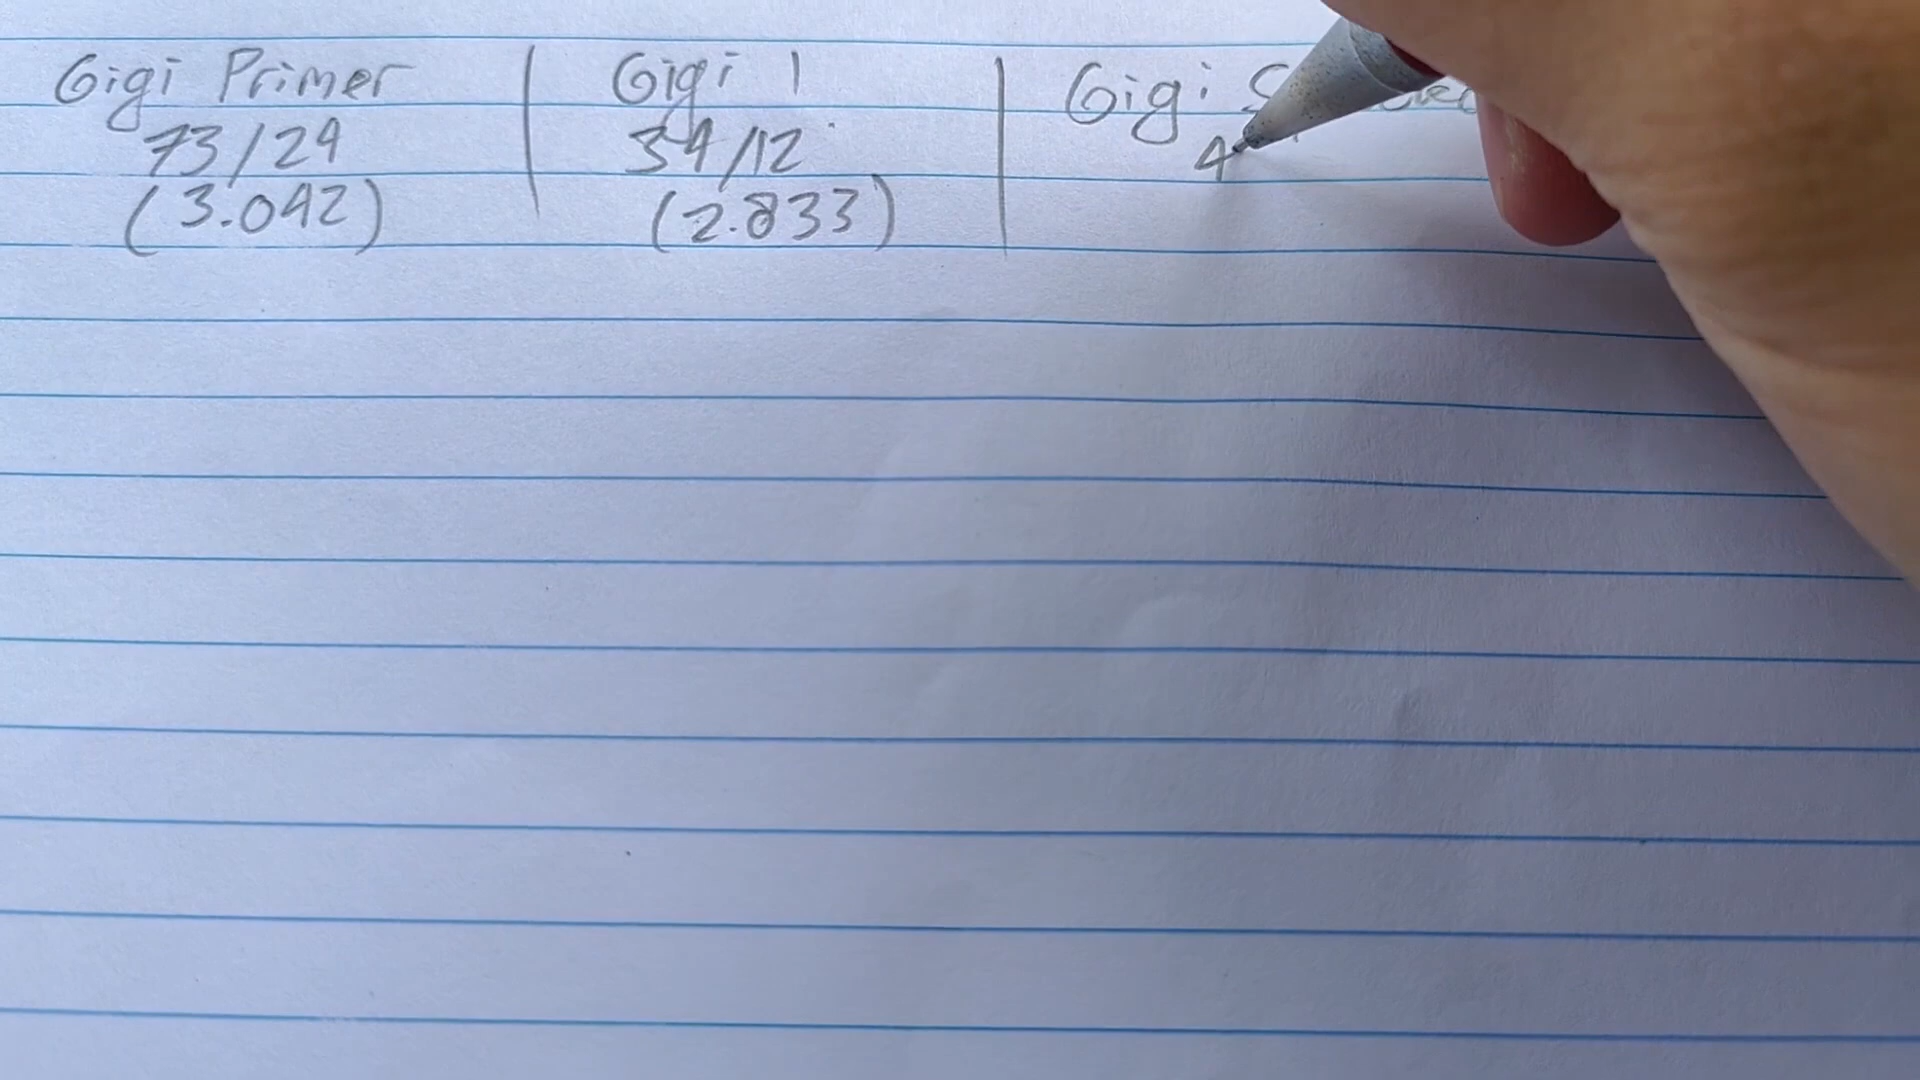 Gigi Primer
73/24
(3.042)
Gigi 1
34/12
(2.833)
Gigi
4